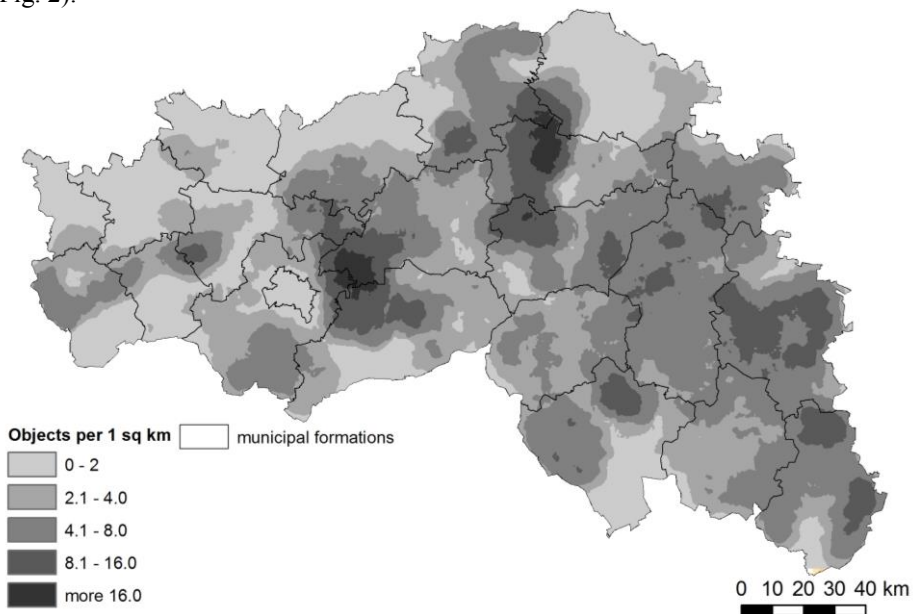 Fig. 2).
Objects per 1 sq km
municipal formations
0 - 2
2.1 - 4.0
4.1 - 8.0
8.1 - 16.0
more 16.0
0 10 20 30 40 km